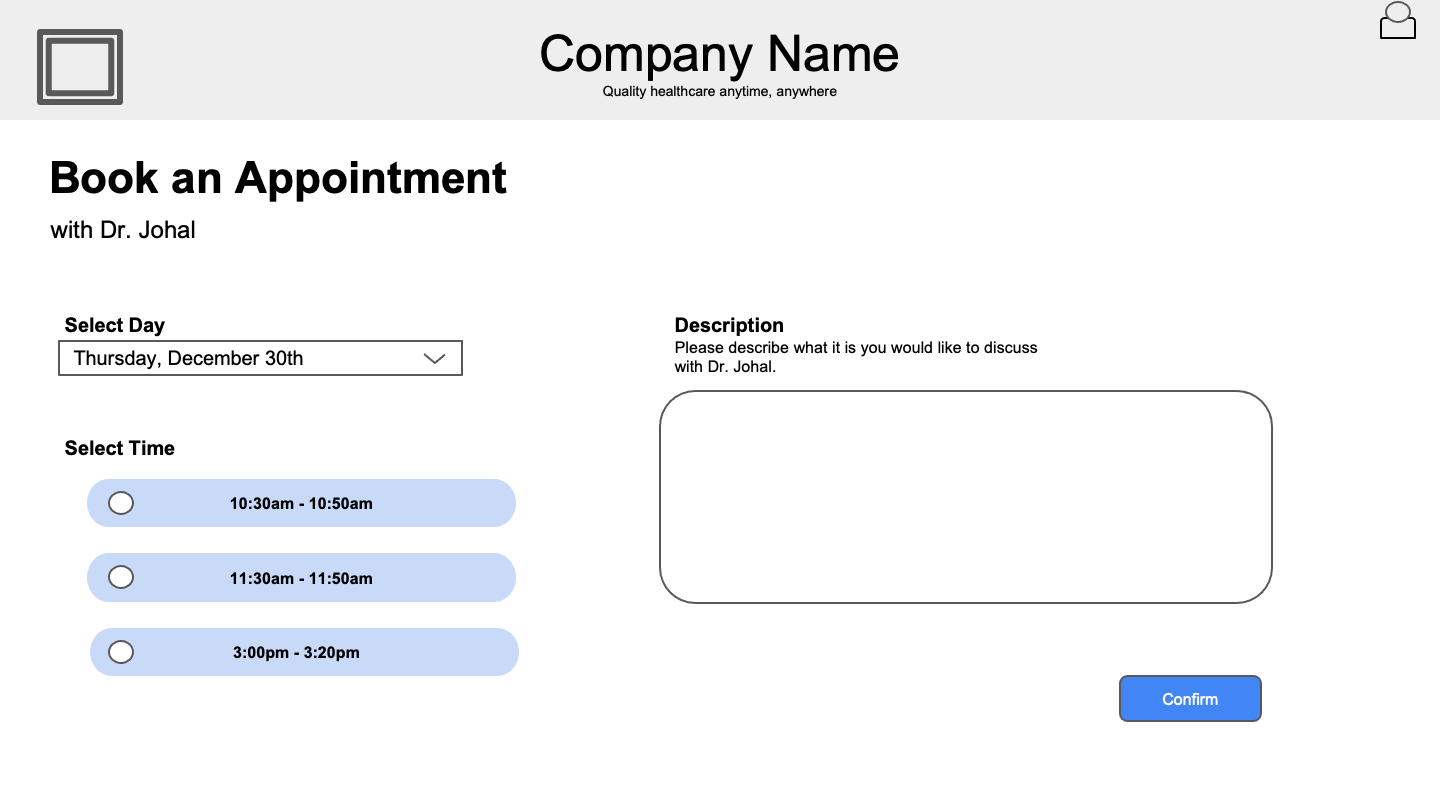 Company Name
Quality healthcare anytime, anywhere
Book an Appointment
with Dr. Johal
Select Day
Thursday, December 30th
Select Time
10:30am - 10:50am
11:30am - 11:50am
3:00pm - 3:20pm
Description
Please describe what it is you would like to discuss
with Dr. Johal.
Confirm